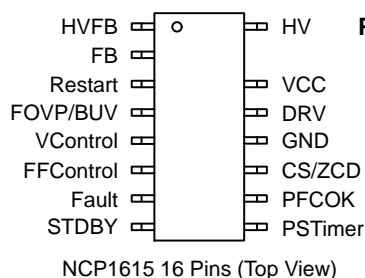 HVFB HV F
FB
Restart VCC
FOVP/BUV DRV
VControl GND
FFControl CS/ZCD
Fault PFCOK
STDBY PSTimer
NCP1615 16 Pins (Top View)